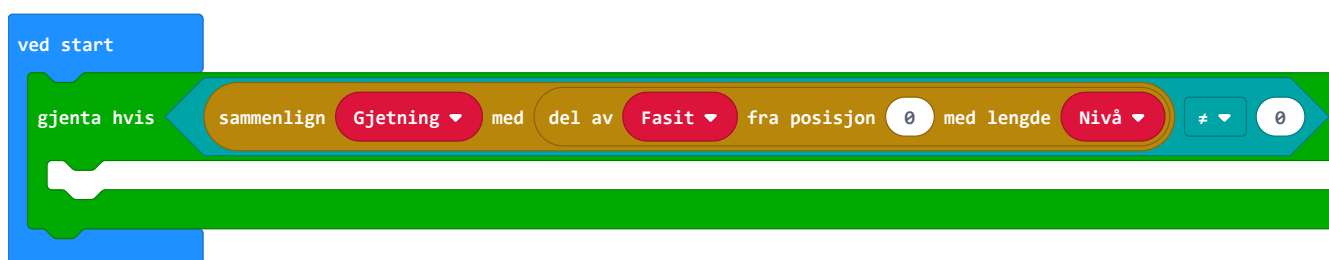 ved start
gjenta hvis sammenlign Gjetning med del av Fasit fra posisjon 0 med lengde Nivå ≠ 0